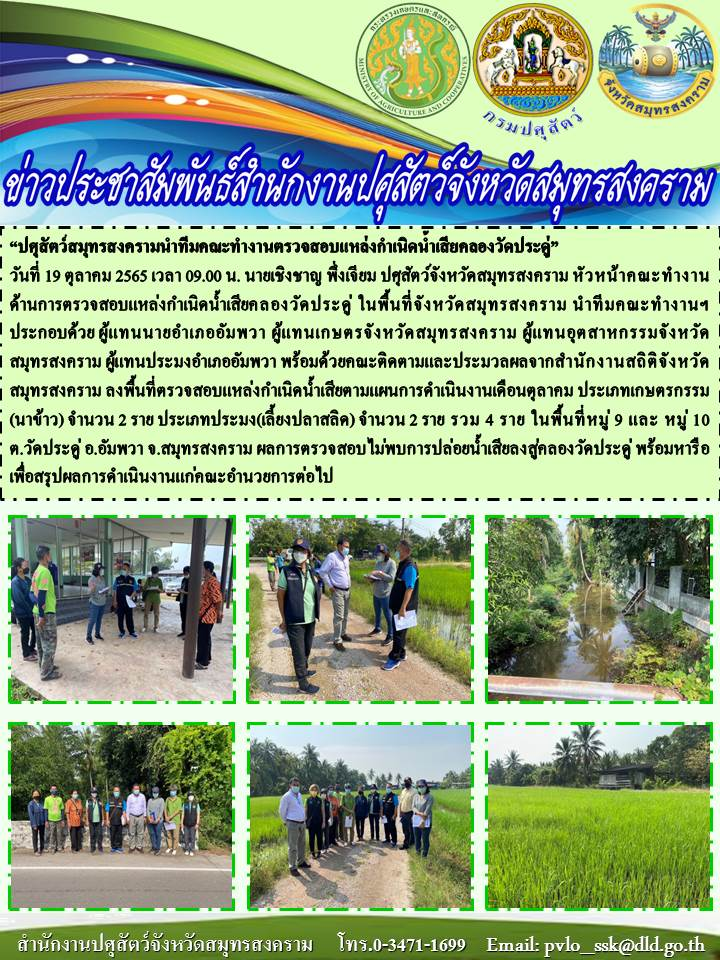 กระทรวงเกษตรและสหกรณ์
MINISTRY OF AGRICULTURE AND COOPERATIVES
กรมปศุสัตว์
จังหวัดสมุทรสงคราม
ข่าวประชาสัมพันธ์สำนักงานปศุสัตว์จังหวัดสมุทรสงคราม
“ปศุสัตว์สมุทรสงครามนำทีมคณะทำงานตรวจสอบแหล่งกำเนิดน้ำเสียคลองวัดประดู่”
วันที่ 19 ตุลาคม 2565 เวลา 09.00 น. นายเชิงชาญ พึ่งเจียม ปศุสัตว์จังหวัดสมุทรสงคราม หัวหน้าคณะทำงาน
ด้านการตรวจสอบแหล่งกำเนิดน้ำเสียคลองวัดประดู่ ในพื้นที่จังหวัดสมุทรสงคราม นำทีมคณะทำงานฯ
ประกอบด้วย ผู้แทนนายอำเภออัมพวา ผู้แทนเกษตรจังหวัดสมุทรสงคราม ผู้แทนอุตสาหกรรมจังหวัด
สมุทรสงคราม ผู้แทนประมงอำเภออัมพวา พร้อมด้วยคณะติดตามและประมวลผลจากสำนักงานสถิติจังหวัด
สมุทรสงคราม ลงพื้นที่ตรวจสอบแหล่งกำเนิดน้ำเสียตามแผนการดำเนินงานเดือนตุลาคม ประเภทเกษตรกรรม
(นาข้าว) จำนวน 2 ราย ประเภทประมง(เลี้ยงปลาสลิด) จำนวน 2 ราย รวม 4 ราย ในพื้นที่หมู่ 9 และ หมู่ 10
ต.วัดประดู่ อ.อัมพวา จ.สมุทรสงคราม ผลการตรวจสอบไม่พบการปล่อยน้ำเสียลงสู่คลองวัดประดู่ พร้อมหารือ
เพื่อสรุปผลการดำเนินงานแก่คณะอำนวยการต่อไป
สำนักงานปศุสัตว์จังหวัดสมุทรสงคราม โทร.0-3471-1699 Email: pvlo_ssk@dld.go.th